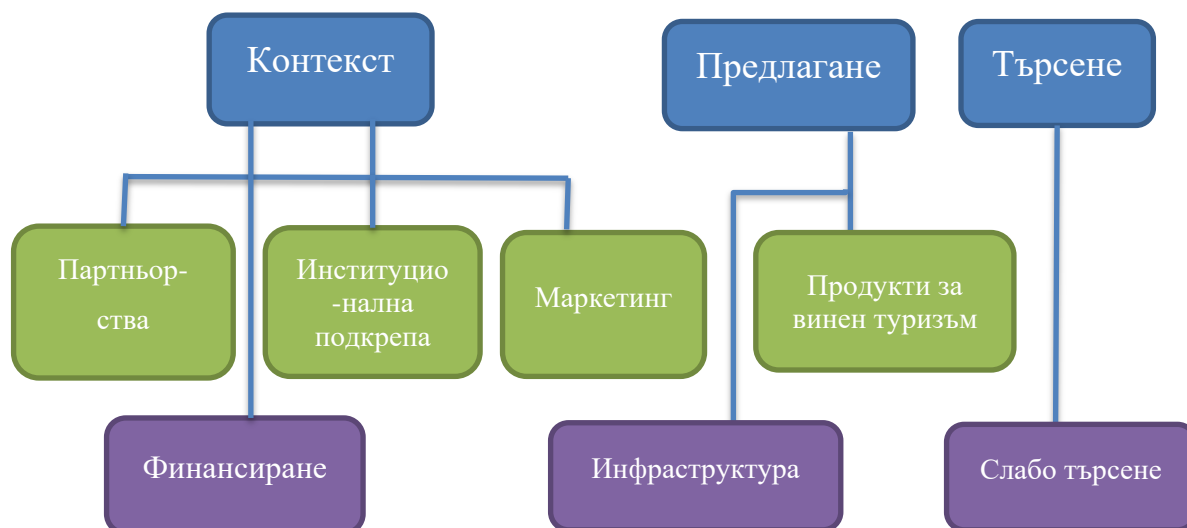 Контекст
Предлагане
Търсене
Партньор-
ства
Институцио
-нална
подкрепа
Маркетинг
Продукти за
винен туризъм
Финансиране
Инфраструктура
Слабо търсене